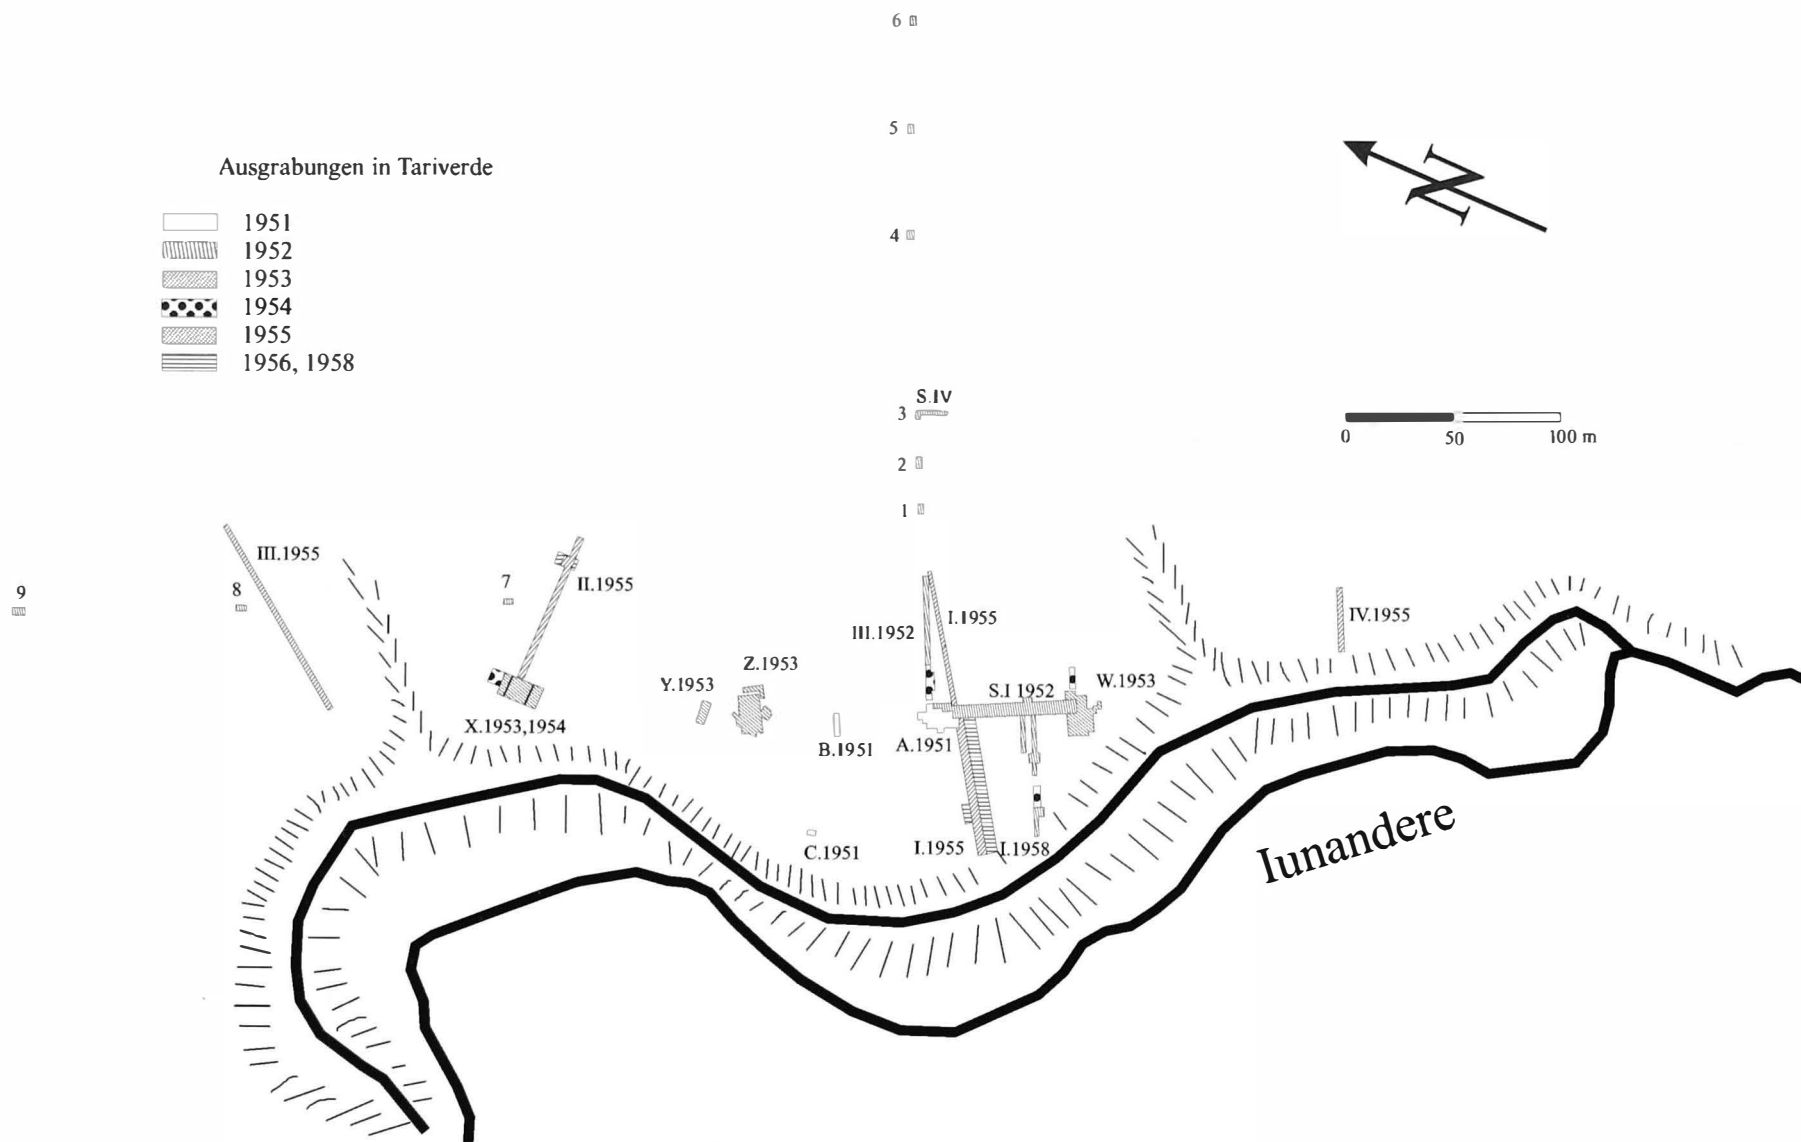 6
5
Ausgrabungen in Tariverde
N
1951
4
1952
1953
1954
1955
1956, 1958
S.IV
3
0 50 100 m
2
1
III.1955
9
8
7
II.1955
III.1952
I.1955
IV.1955
Z.1953
Y.1953
S.I 1952
W.1953
X.1953,1954
B.1951
A.1951
C.1951
I.1955
I.1958
Iunandere